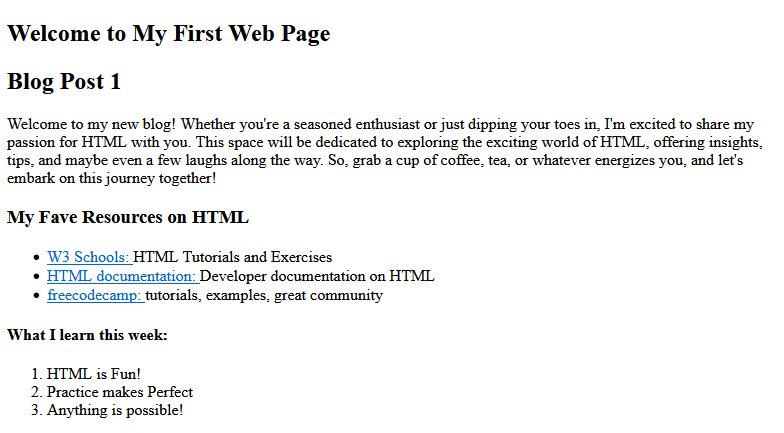 Welcome to My First Web Page
Blog Post 1
Welcome to my new blog! Whether you're a seasoned enthusiast or just dipping your toes in, I'm excited to share my
passion for HTML with you. This space will be dedicated to exploring the exciting world of HTML, offering insights,
tips, and maybe even a few laughs along the way. So, grab a cup of coffee, tea, or whatever energizes you, and let's
embark on this journey together!
My Fave Resources on HTML
• W3 Schools: HTML Tutorials and Exercises
• HTML documentation: Developer documentation on HTML
• freecodecamp: tutorials, examples, great community
What I learn this week:
1. HTML is Fun!
2. Practice makes Perfect
3. Anything is possible!